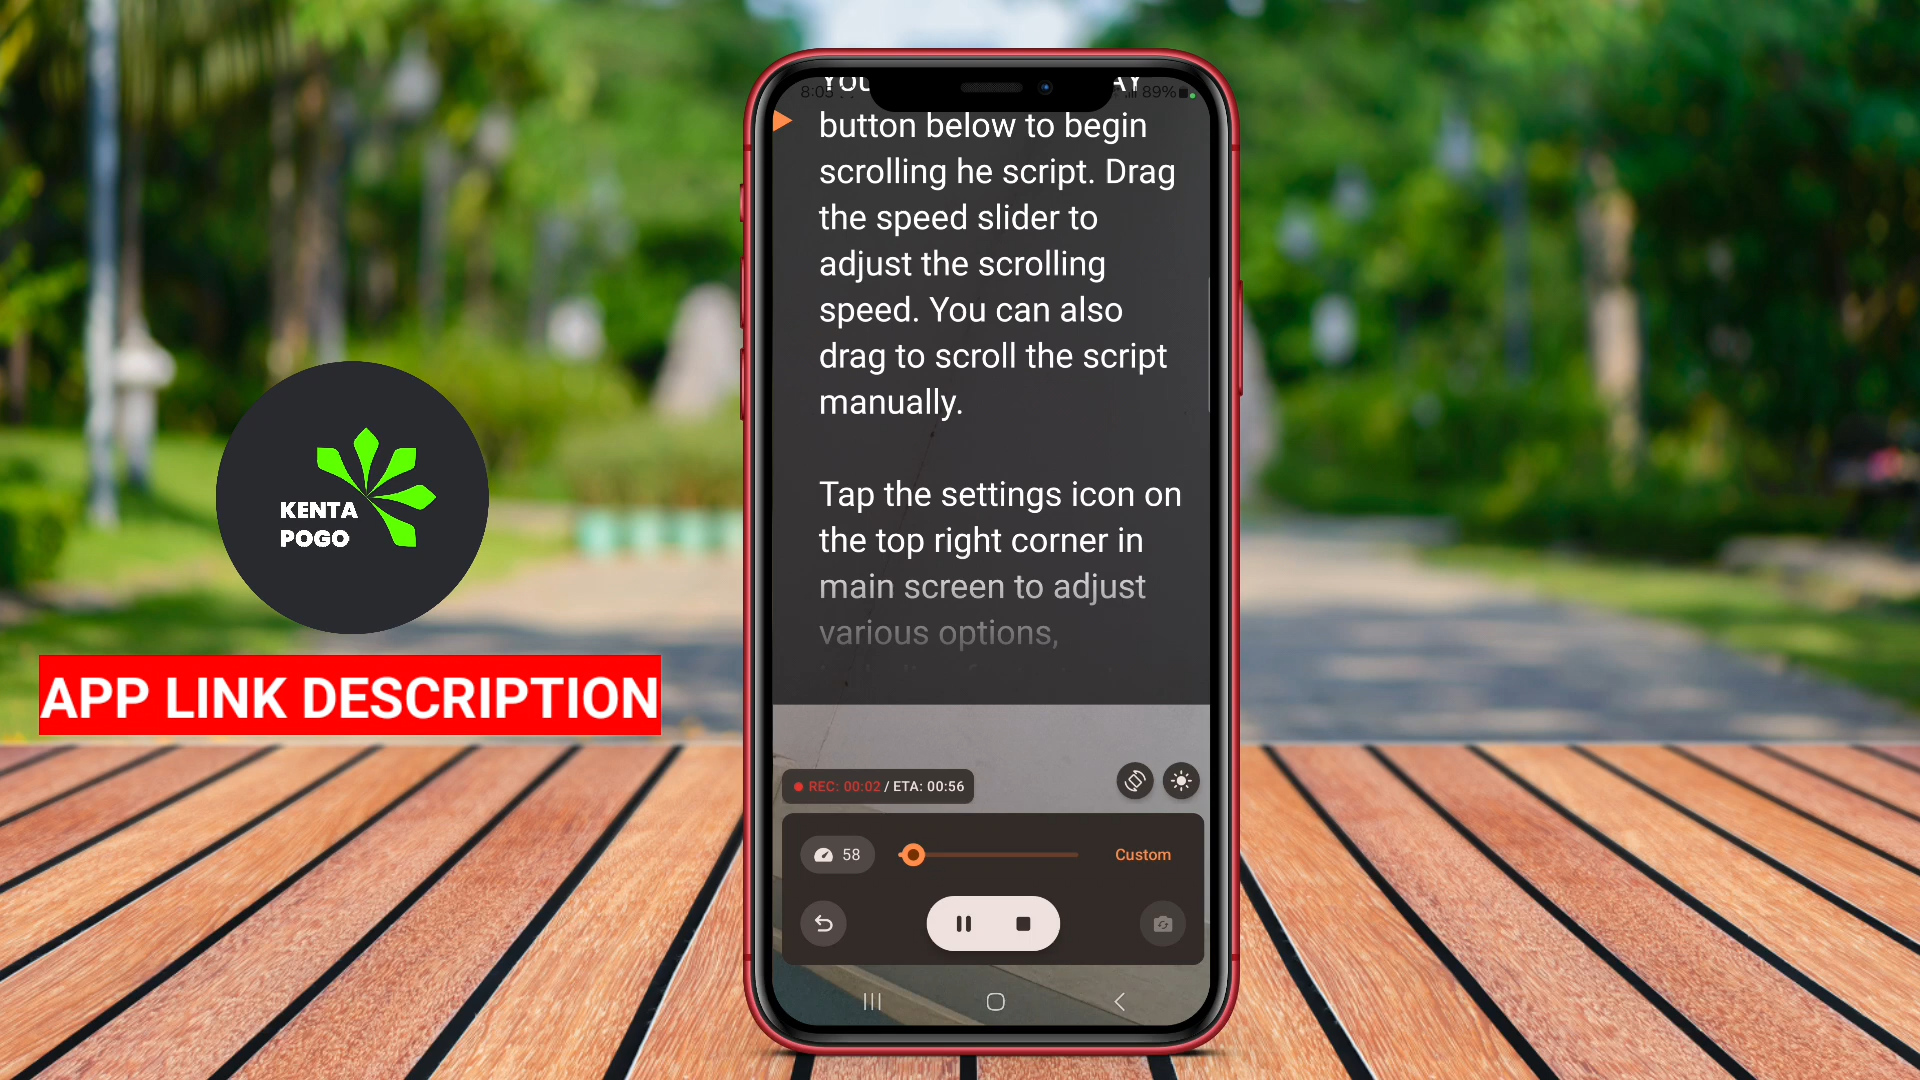 KENTA
POGO
APP LINK DESCRIPTION
8:03
89%
button below to begin
scrolling he script. Drag
the speed slider to
adjust the scrolling
speed. You can also
drag to scroll the script
manually.
Tap the settings icon on
the top right corner in
main screen to adjust
various options,
REC: 00:02 / ETA: 00:56
58
Custom